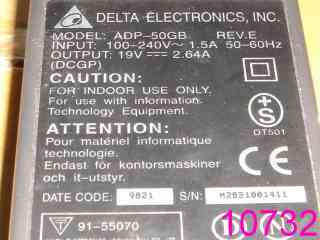 DELTA ELECTRONICS, INC.
MODEL: ADP-50GB REV.E
INPUT: 100-240V~ 1.5A 50-60Hz
OUTPUT: 19V 2.64A
(DCGP)
CAUTION:
FOR INDOOR USE ONLY.
For use with Information
Technology Equipment.
ATTENTION:
Pour matériel informatique
technologie.
Endast for kontorsmaskiner
och it-utstyr.
S
DT501
CE
DATE CODE: 9821 S/N: M2831001411
91-55070
10732